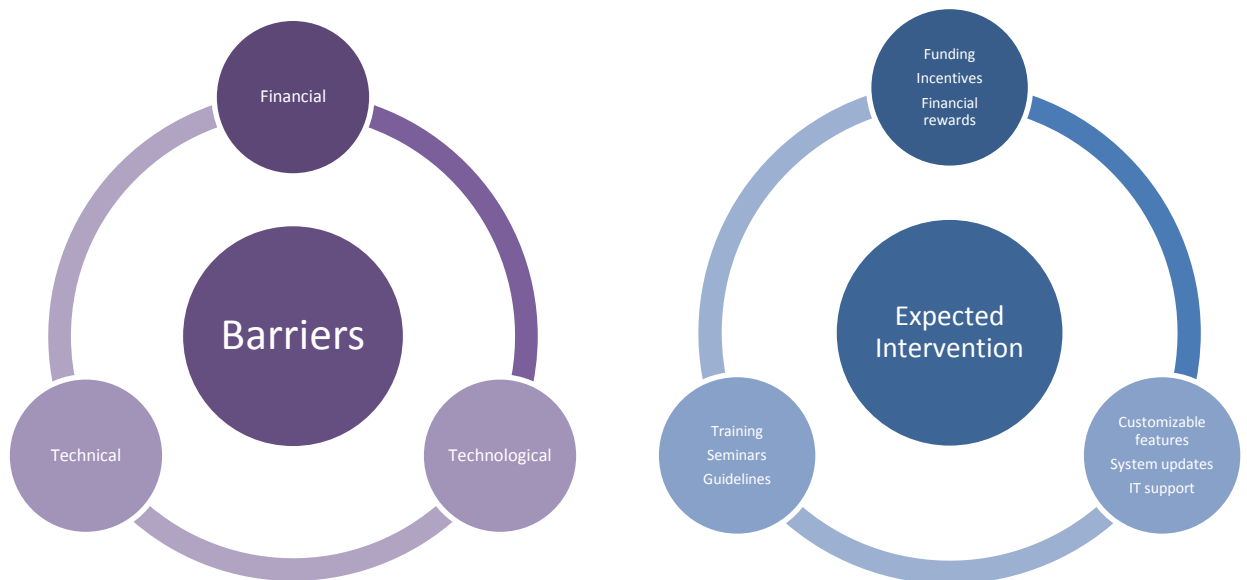 Financial
Barriers
Technical
Technological
Funding
Incentives
Financial
rewards
Expected
Intervention
Training
Seminars
Guidelines
Customizable
features
System updates
IT support